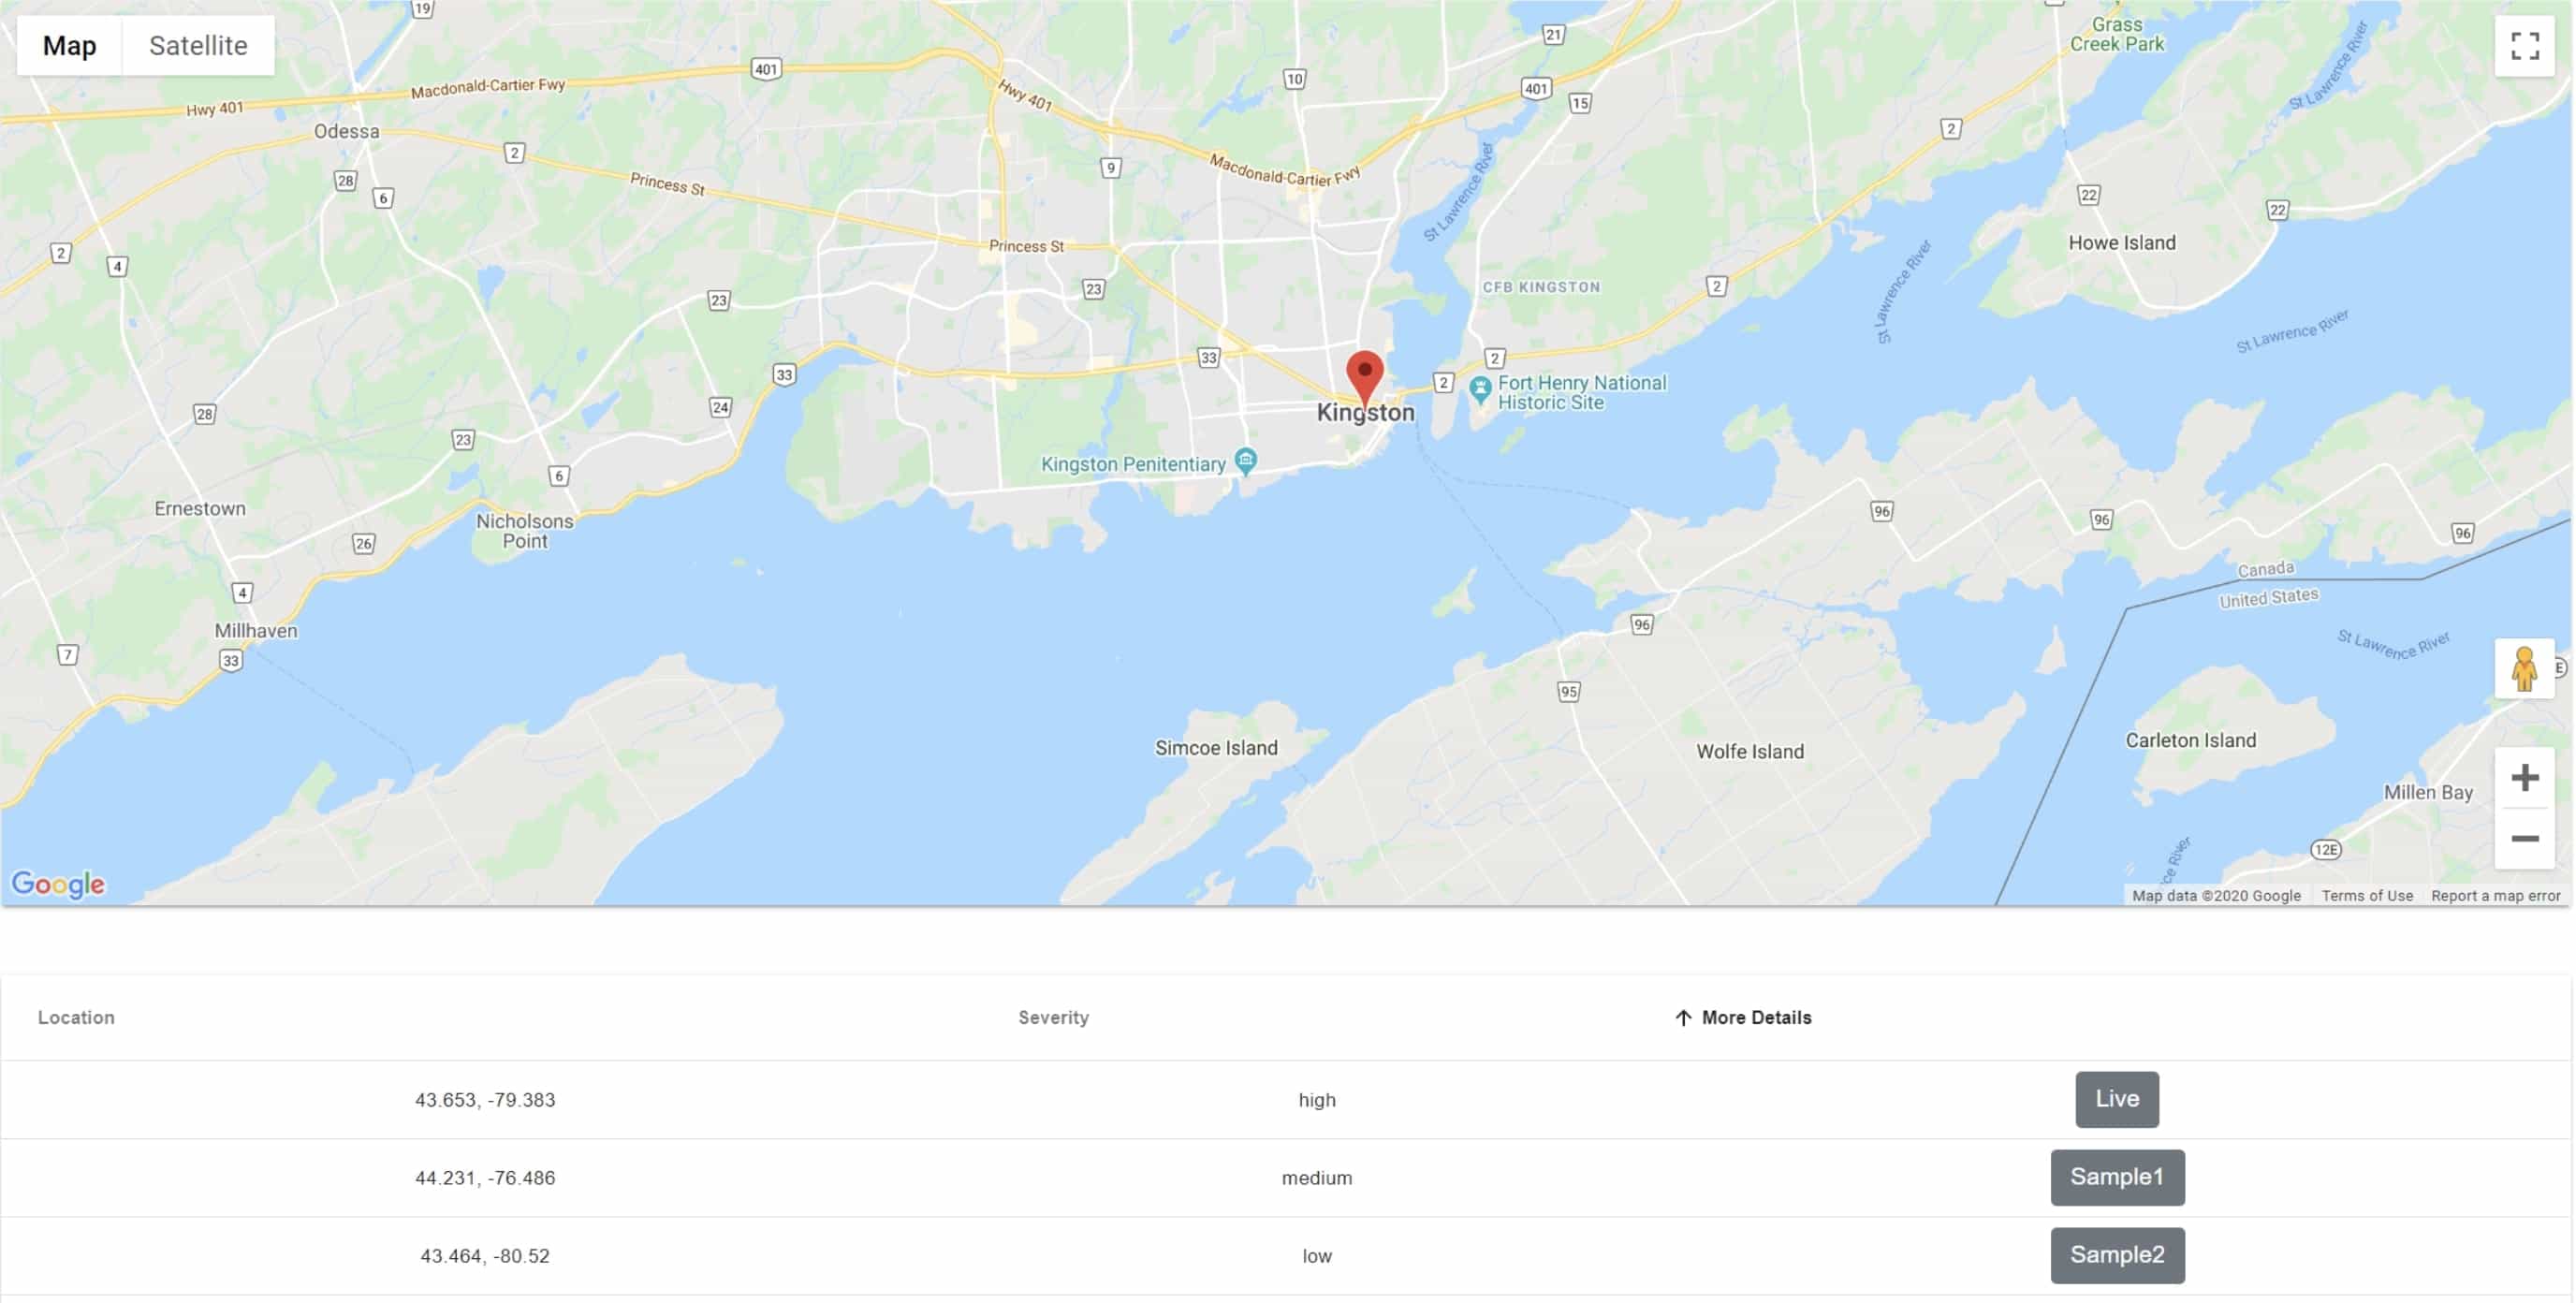 Map
Satellite
19
Hwy 401
Macdonald-Cartier Fwy
401
Hwy 401
10
21
401
15
Grass
Creek Park
St Lawrence River
Odessa
2
28
6
Princess St
9
Macdonald-Cartier Fwy
St Lawrence River
2
22
22
Howe Island
2
4
Princess St
23
23
CFB KINGSTON
2
St Lawrence River
St Lawrence River
33
33
2
2
Fort Henry National
Historic Site
28
24
Kingston
23
6
Kingston Penitentiary
Ernestown
Nicholsons
Point
26
96
96
96
Canada
United States
4
Millhaven
33
7
96
95
St Lawrence River
E
Simcoe Island
Wolfe Island
Carleton Island
Millen Bay
12E
ce River
Google
Map data ©2020 Google
Terms of Use
Report a map error
Location Severity ↑ More Details
43.653, -79.383 high Live
44.231, -76.486 medium Sample1
43.464, -80.52 low Sample2